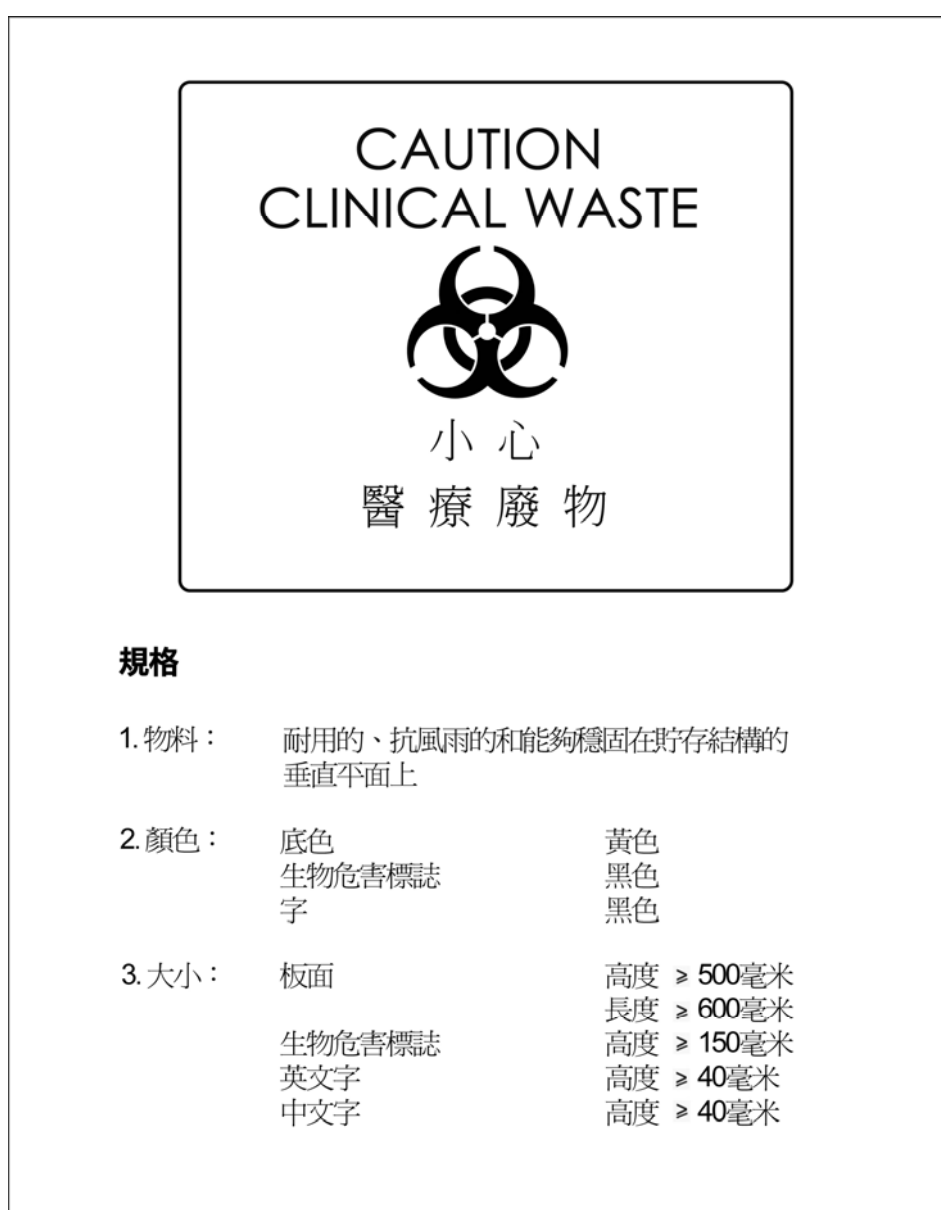 CAUTION
CLINICAL WASTE
小 心
醫 療 廢 物
規格
1. 物料： 耐用的、抗風雨的和能夠穩固在貯存結構的
垂直平面上
2. 顏色： 底色 黃色
生物危害標誌 黑色
字 黑色
3. 大小： 板面 高度 ≥ 500毫米
長度 ≥ 600毫米
生物危害標誌 高度 ≥ 150毫米
英文字 高度 ≥ 40毫米
中文字 高度 ≥ 40毫米